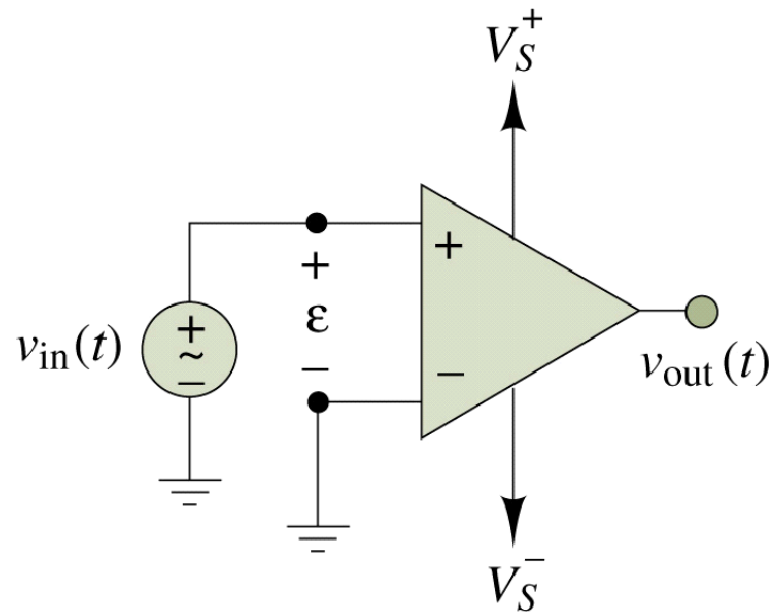 V_S^+
+
+
ε
+
~
−
v_in(t)
−
−
v_out(t)
V_S^−